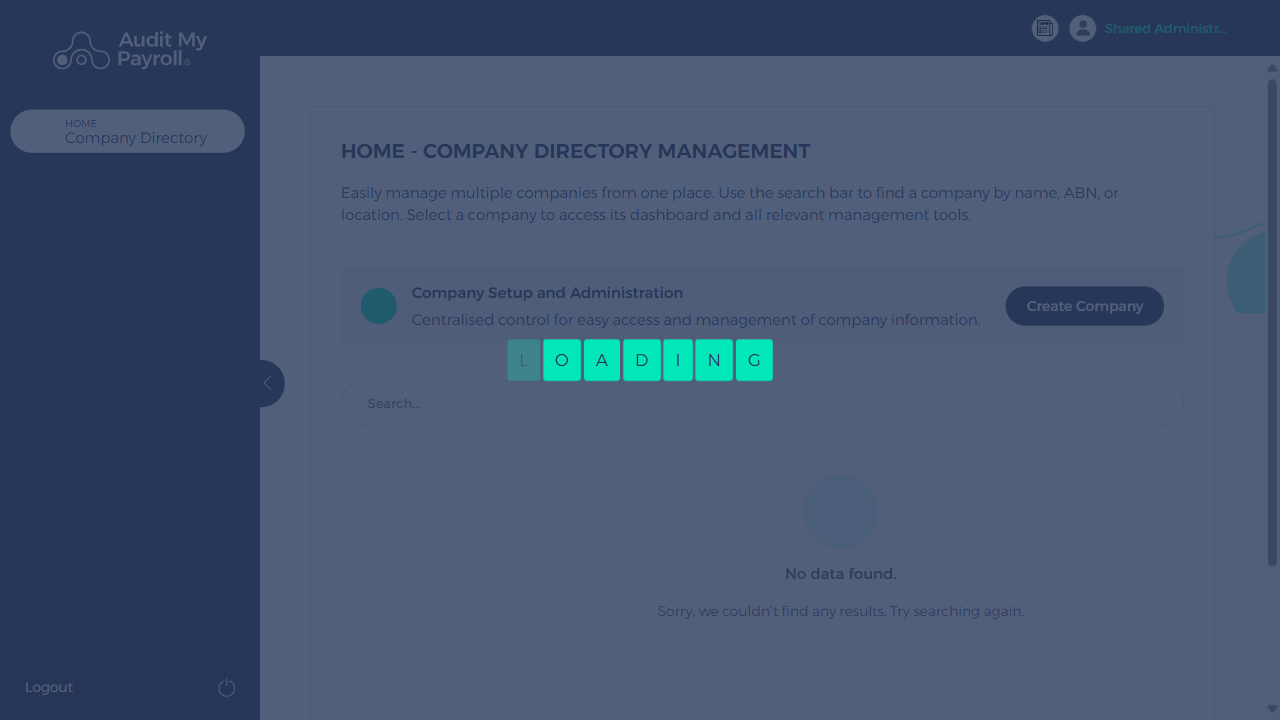 Audit My
Payroll®
Shared Administr...
HOME
Company Directory
HOME - COMPANY DIRECTORY MANAGEMENT
Easily manage multiple companies from one place. Use the search bar to find a company by name, ABN, or
location. Select a company to access its dashboard and all relevant management tools.
Company Setup and Administration
Centralised control for easy access and management of company information.
Create Company
LOADING
Search...
No data found.
Sorry, we couldn't find any results. Try searching again.
Logout